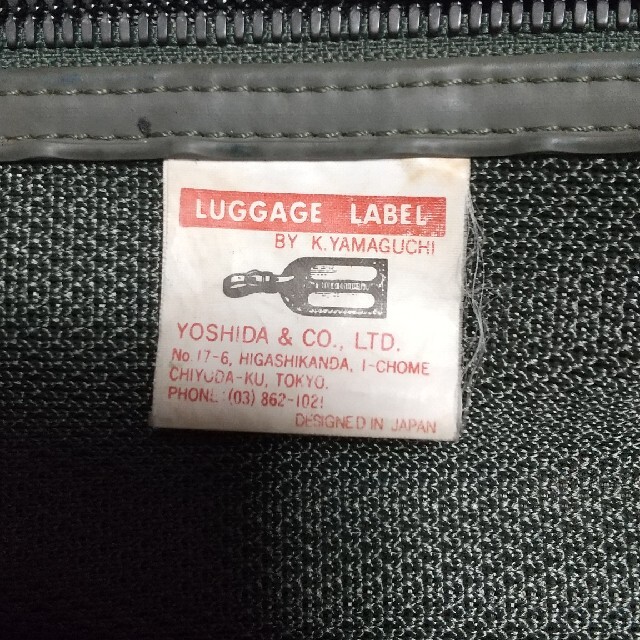 LUGGAGE LABEL
BY K.YAMAGUCHI
YOSHIDA & CO., LTD.
No. 17-6, HIGASHIKANDA, 1-CHOME
CHIYODA-KU, TOKYO.
PHONE: (03) 862-1021
DESIGNED IN JAPAN